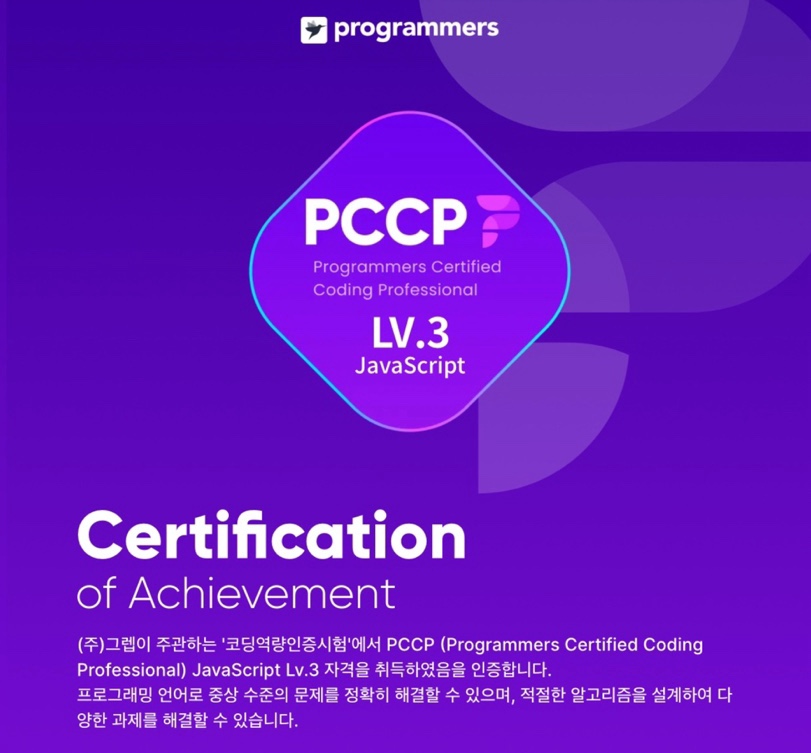 programmers
PCCP
Programmers Certified
Coding Professional
LV.3
JavaScript
Certification
of Achievement
(주)그렙이 주관하는 '코딩역량인증시험'에서 PCCP (Programmers Certified Coding
Professional) JavaScript Lv.3 자격을 취득하였음을 인증합니다.
프로그래밍 언어로 중상 수준의 문제를 정확히 해결할 수 있으며, 적절한 알고리즘을 설계하여 다
양한 과제를 해결할 수 있습니다.